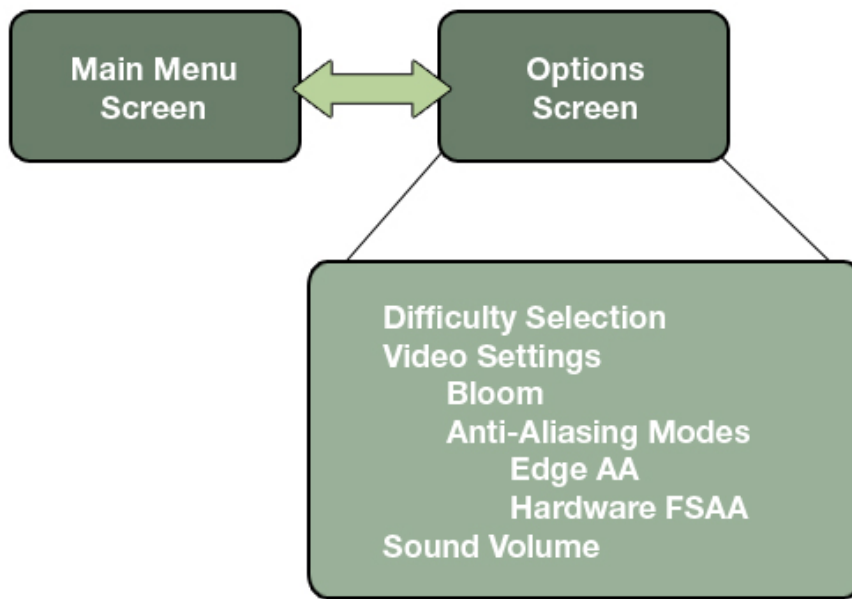 Main Menu
Screen
Options
Screen
Difficulty Selection
Video Settings
Bloom
Anti-Aliasing Modes
Edge AA
Hardware FSAA
Sound Volume